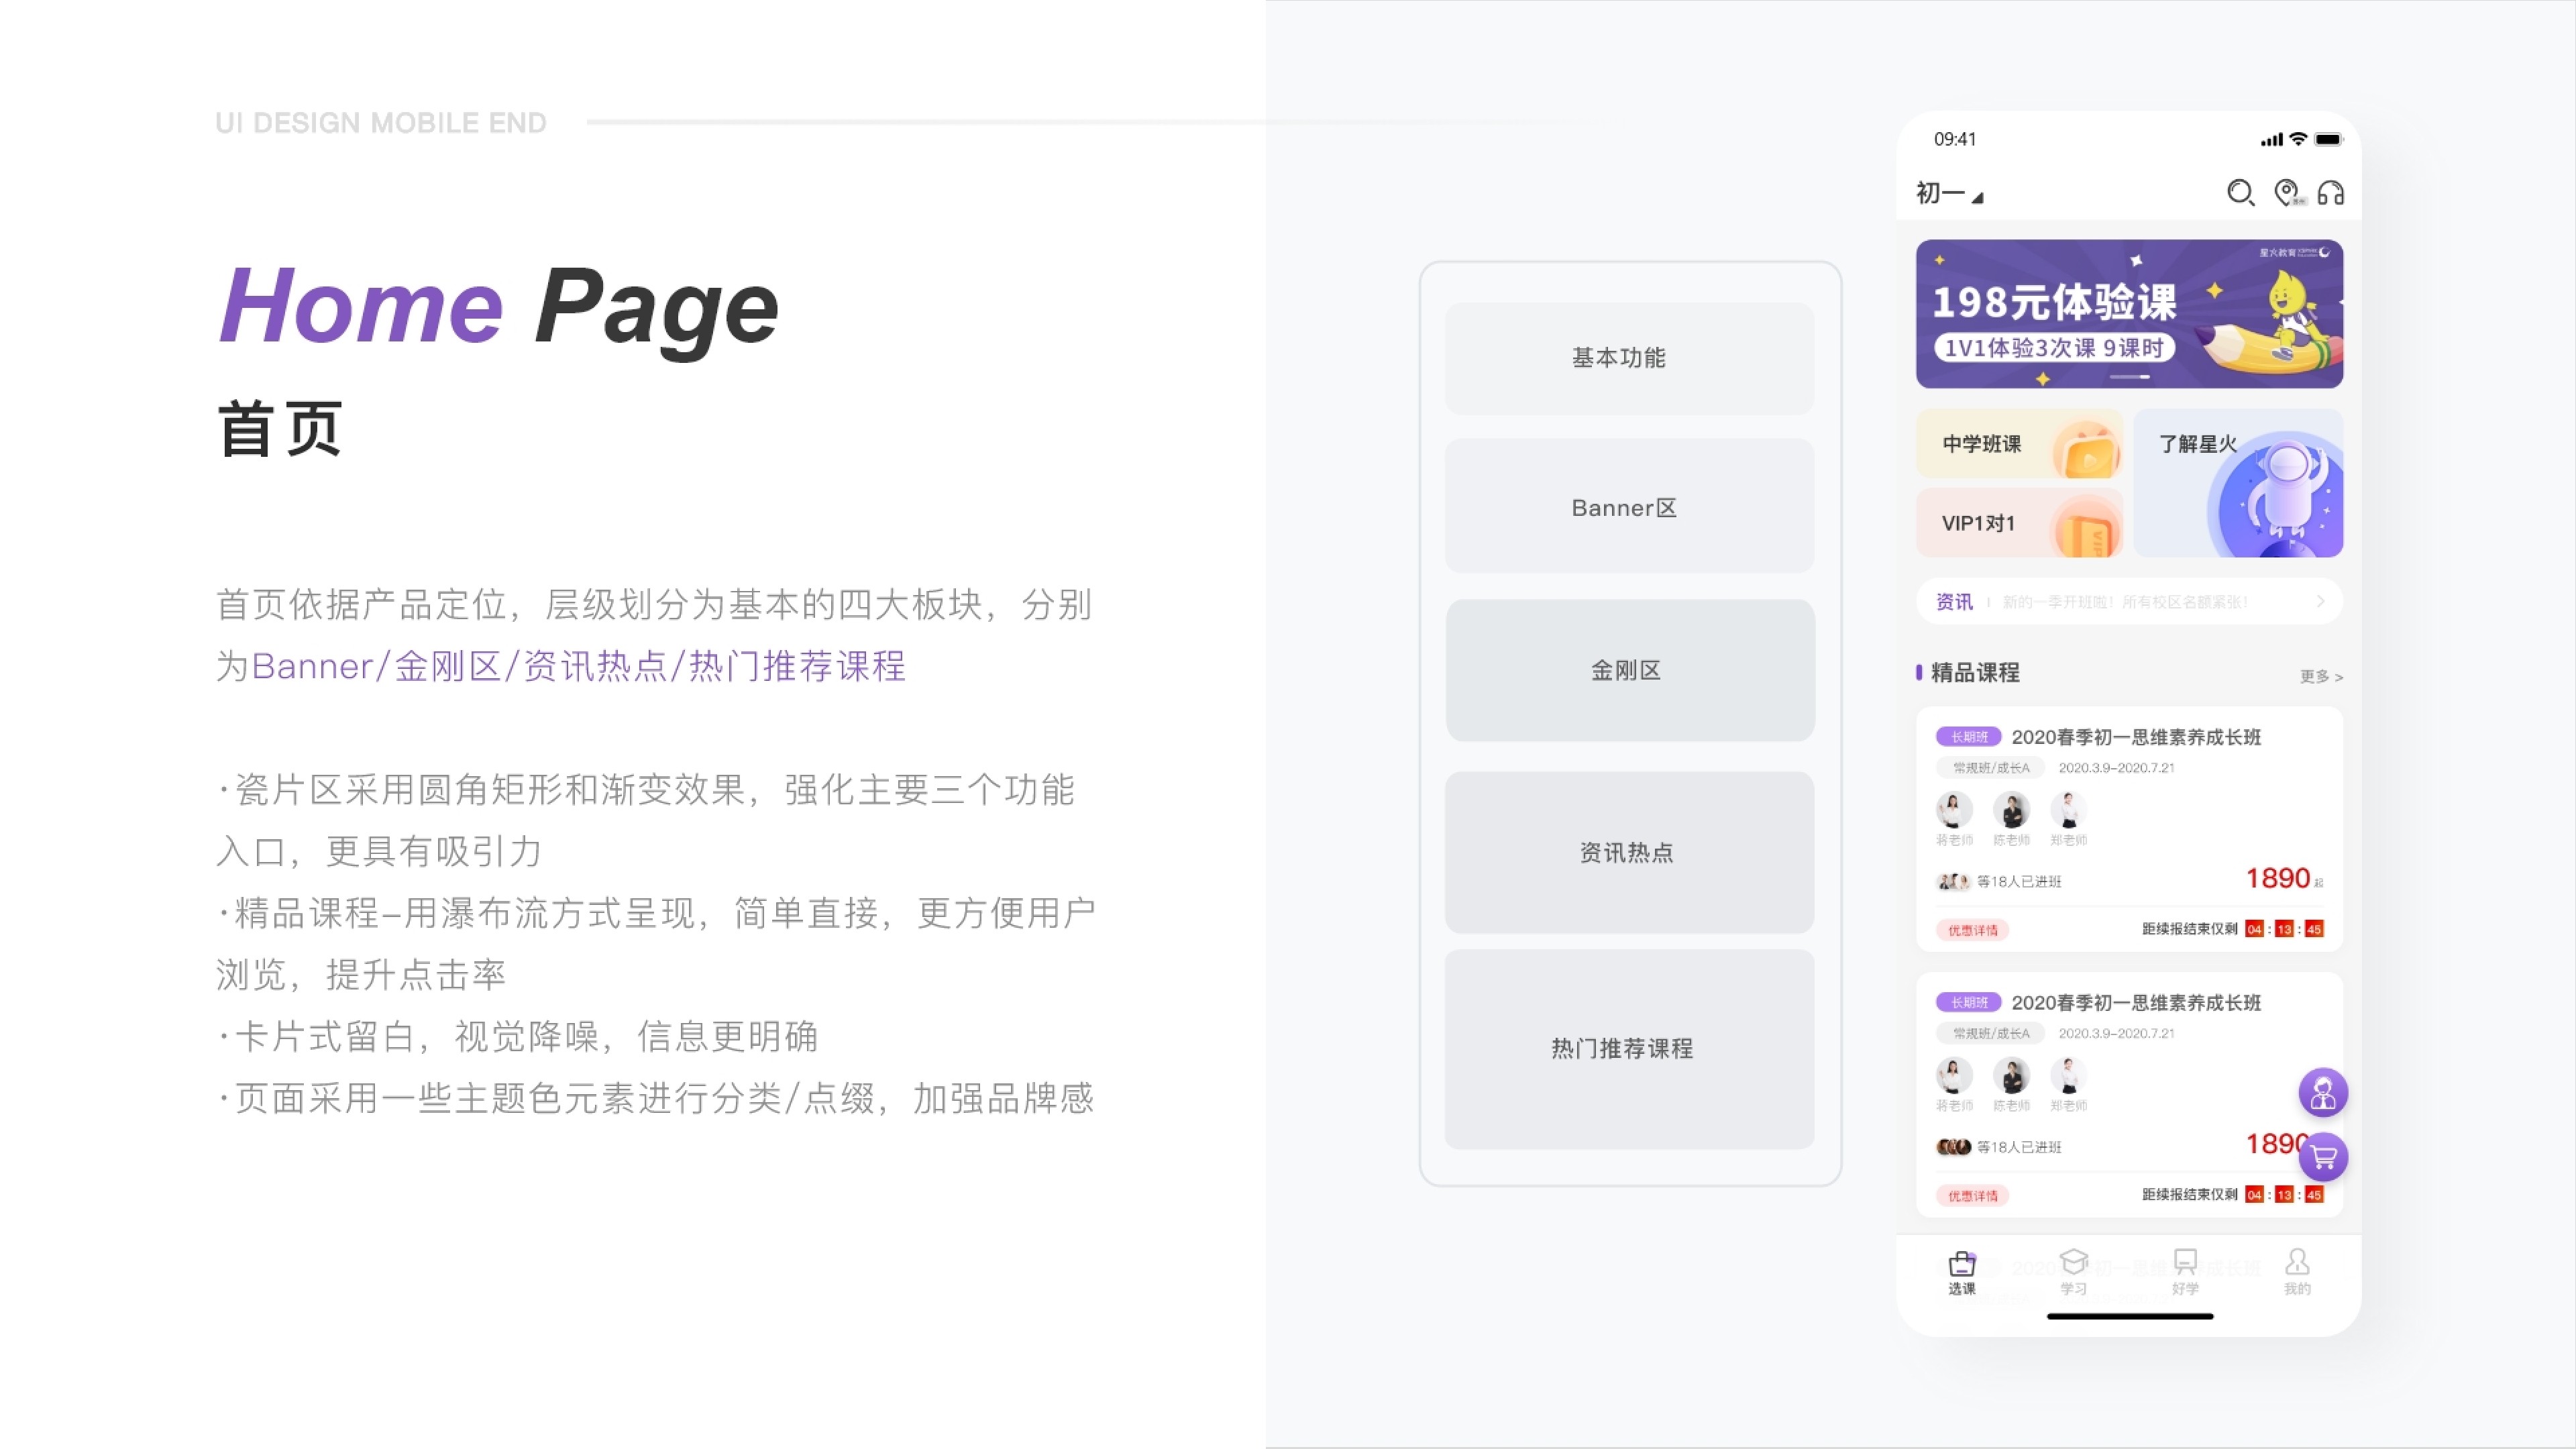 UI DESIGN MOBILE END
Home Page
首页
首页依据产品定位，层级划分为基本的四大板块，分别
为Banner/金刚区/资讯热点/热门推荐课程
·瓷片区采用圆角矩形和渐变效果，强化主要三个功能
入口，更具有吸引力
·精品课程–用瀑布流方式呈现，简单直接，更方便用户
浏览，提升点击率
·卡片式留白，视觉降噪，信息更明确
·页面采用一些主题色元素进行分类/点缀，加强品牌感
基本功能
Banner区
金刚区
资讯热点
热门推荐课程
09:41
初一
星火教育
198元体验课
1V1体验3次课 9课时
中学班课
了解星火
VIP1对1
VIP
资讯 新的一季开班啦！所有校区名额紧张！
精品课程 更多 >
长期班 2020春季初一思维素养成长班
常规班/成长A 2020.3.9–2020.7.21
蒋老师 陈老师 郑老师
等18人已进班 1890 起
优惠详情 距续报结束仅剩 04 : 13 : 45
长期班 2020春季初一思维素养成长班
常规班/成长A 2020.3.9–2020.7.21
蒋老师 陈老师 郑老师
等18人已进班 1890
优惠详情 距续报结束仅剩 04 : 13 : 45
选课 学习 好学 我的